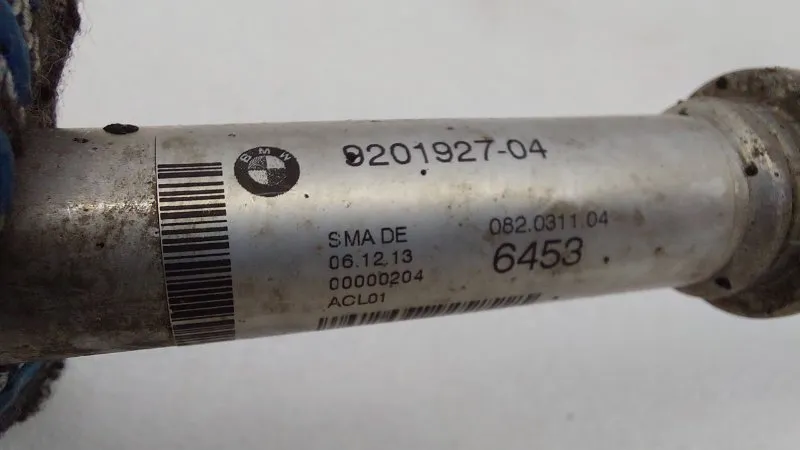 BMW
9201927-04
SMA DE
06.12.13
00000204
ACL01
082.0311.04
6453